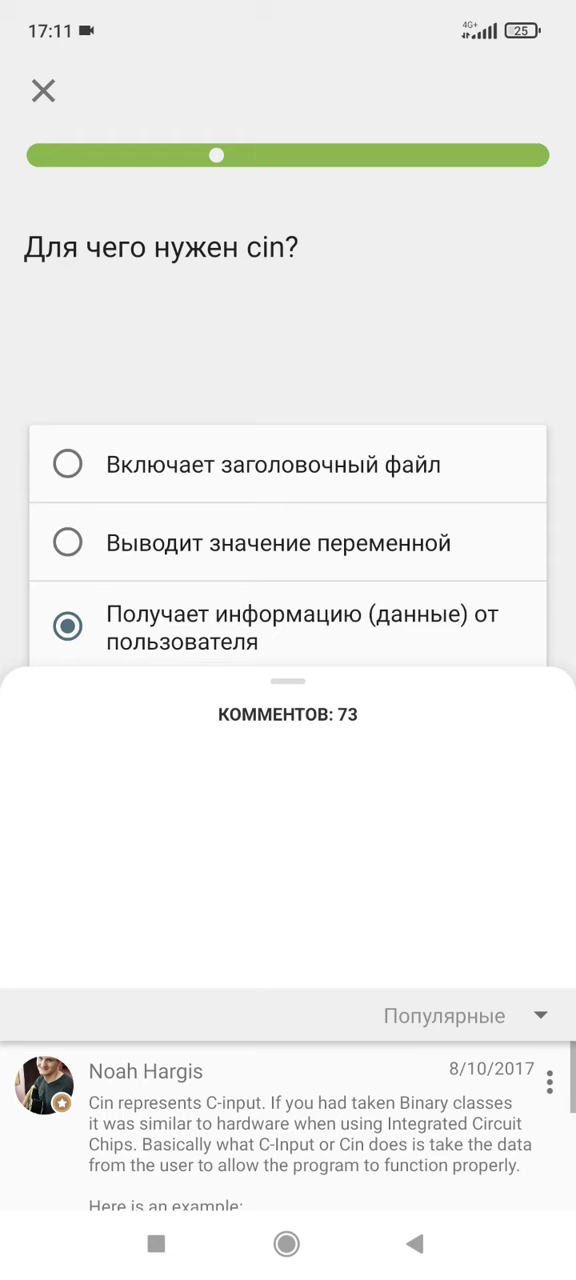 17:11
4G+
25
Для чего нужен cin?
Включает заголовочный файл
Выводит значение переменной
Получает информацию (данные) от
пользователя
КОММЕНТОВ: 73
Популярные
Noah Hargis
8/10/2017
Cin represents C-input. If you had taken Binary classes
it was similar to hardware when using Integrated Circuit
Chips. Basically what C-Input or Cin does is take the data
from the user to allow the program to function properly.
Here is an example: